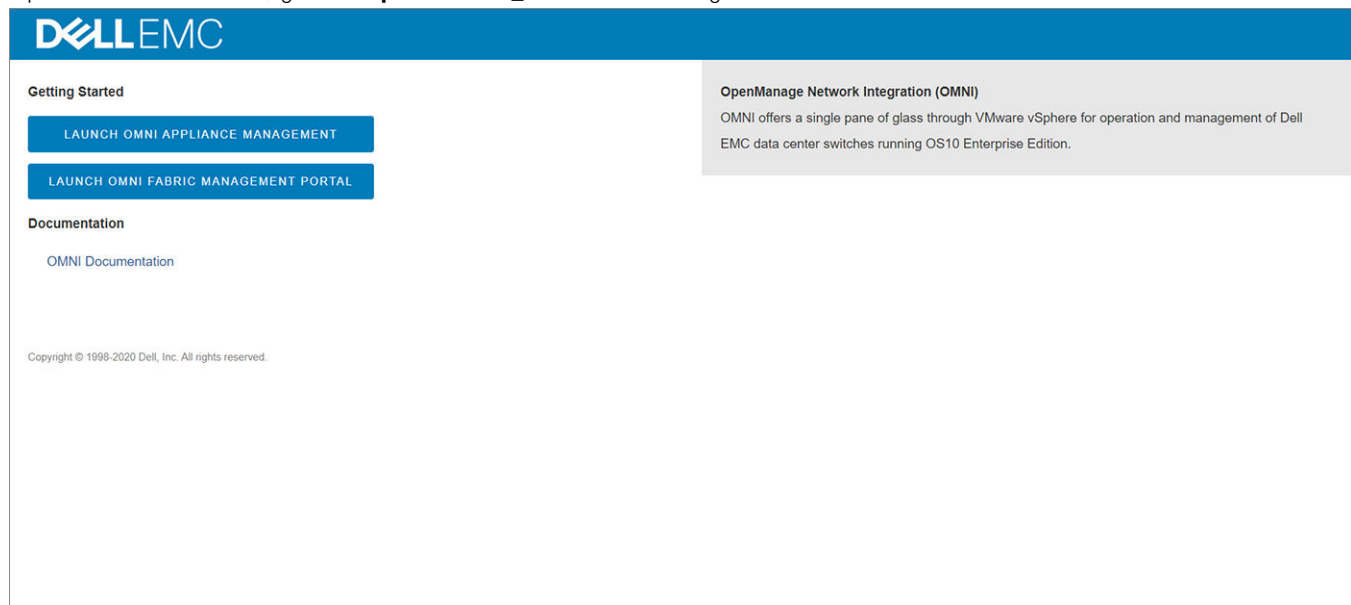 DELLEMC
Getting Started
LAUNCH OMNI APPLIANCE MANAGEMENT
LAUNCH OMNI FABRIC MANAGEMENT PORTAL
Documentation
OMNI Documentation
Copyright © 1998-2020 Dell, Inc. All rights reserved.
OpenManage Network Integration (OMNI)
OMNI offers a single pane of glass through VMware vSphere for operation and management of Dell
EMC data center switches running OS10 Enterprise Edition.